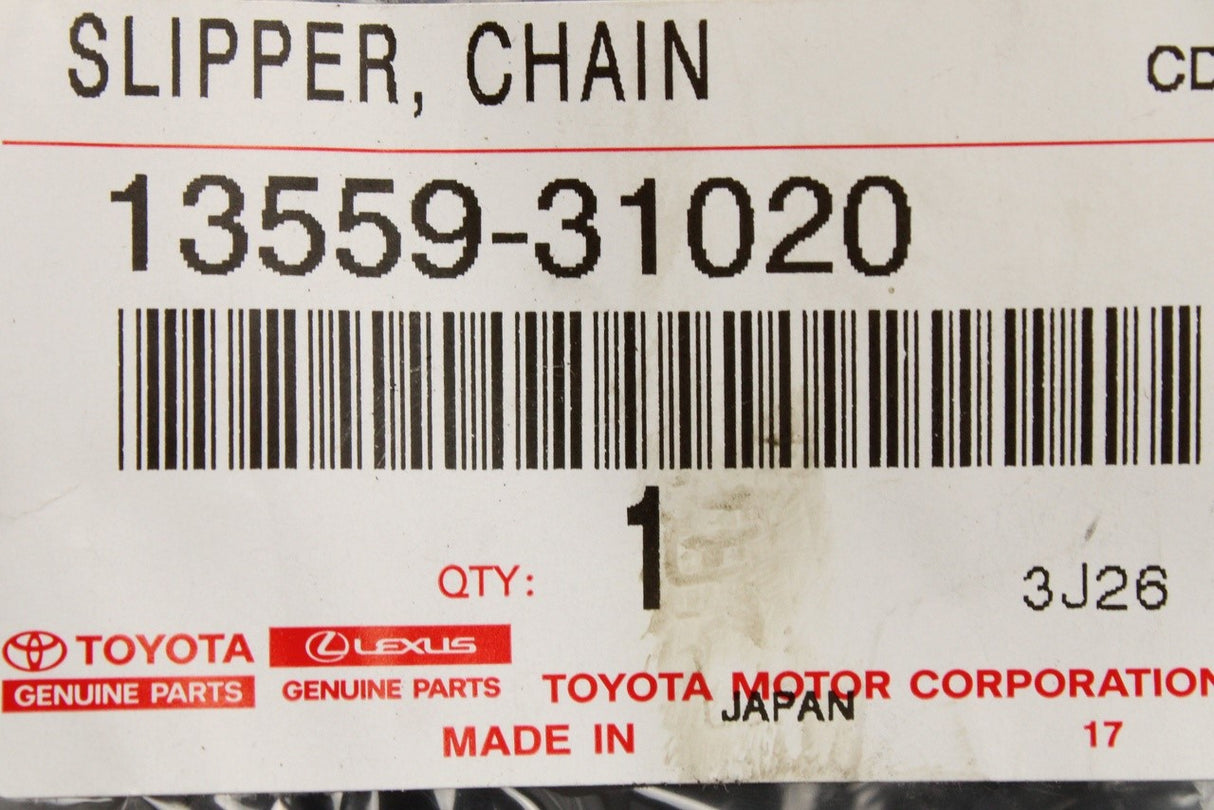 SLIPPER, CHAIN CD
13559-31020
1
QTY: 3J26
TOYOTA LEXUS
GENUINE PARTS GENUINE PARTS TOYOTA MOTOR CORPORATION
MADE IN JAPAN 17